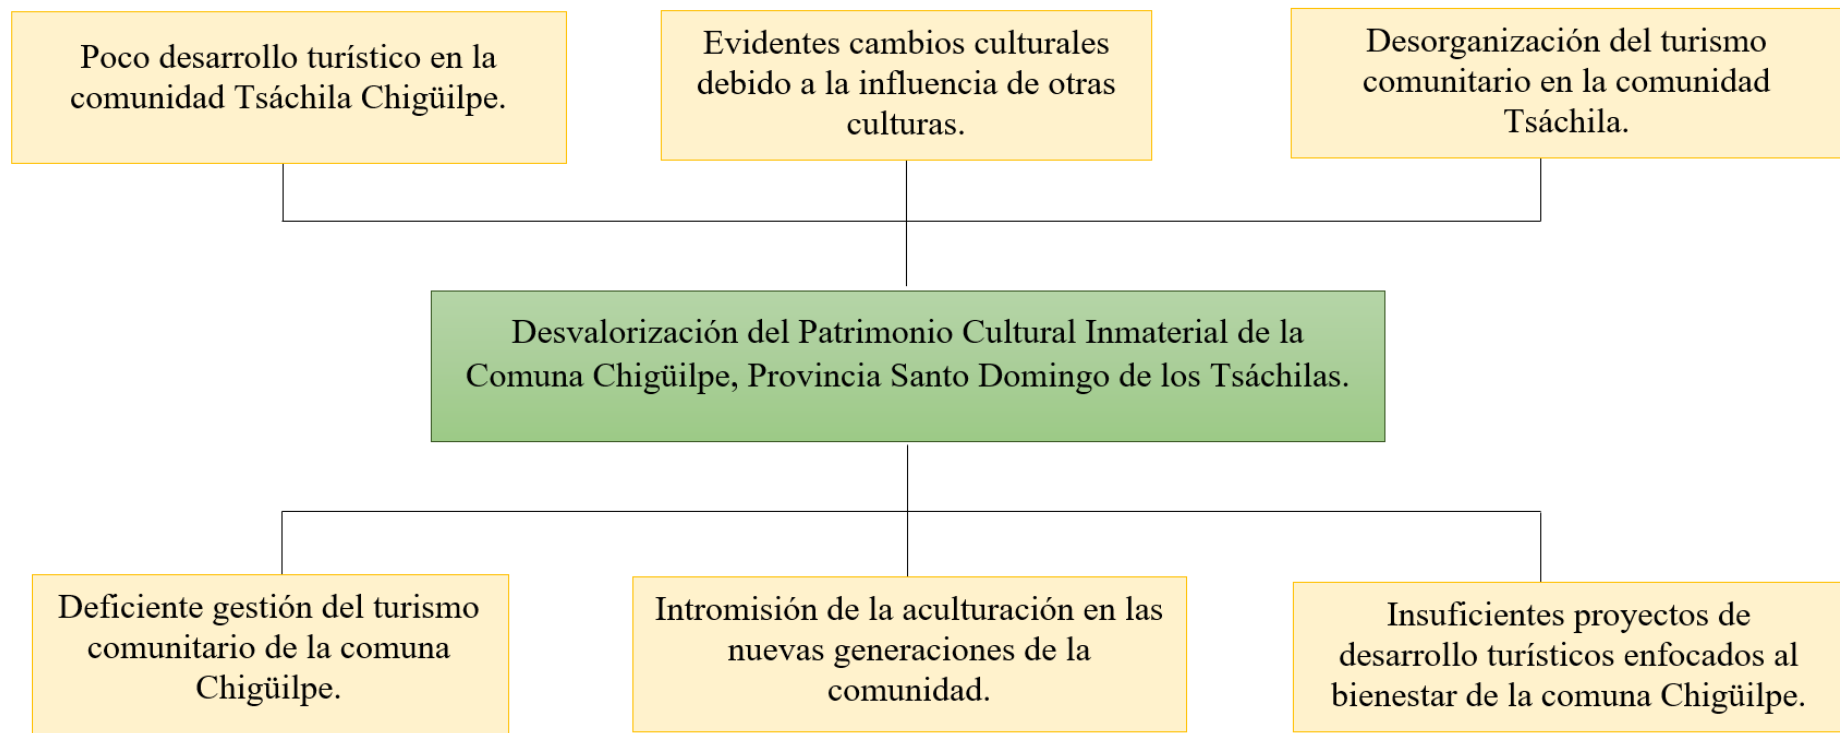 Poco desarrollo turístico en la
comunidad Tsáchila Chigüilpe.
Evidentes cambios culturales
debido a la influencia de otras
culturas.
Desorganización del turismo
comunitario en la comunidad
Tsáchila.
Desvalorización del Patrimonio Cultural Inmaterial de la
Comuna Chigüilpe, Provincia Santo Domingo de los Tsáchilas.
Deficiente gestión del turismo
comunitario de la comuna
Chigüilpe.
Intromisión de la aculturación en las
nuevas generaciones de la
comunidad.
Insuficientes proyectos de
desarrollo turísticos enfocados al
bienestar de la comuna Chigüilpe.